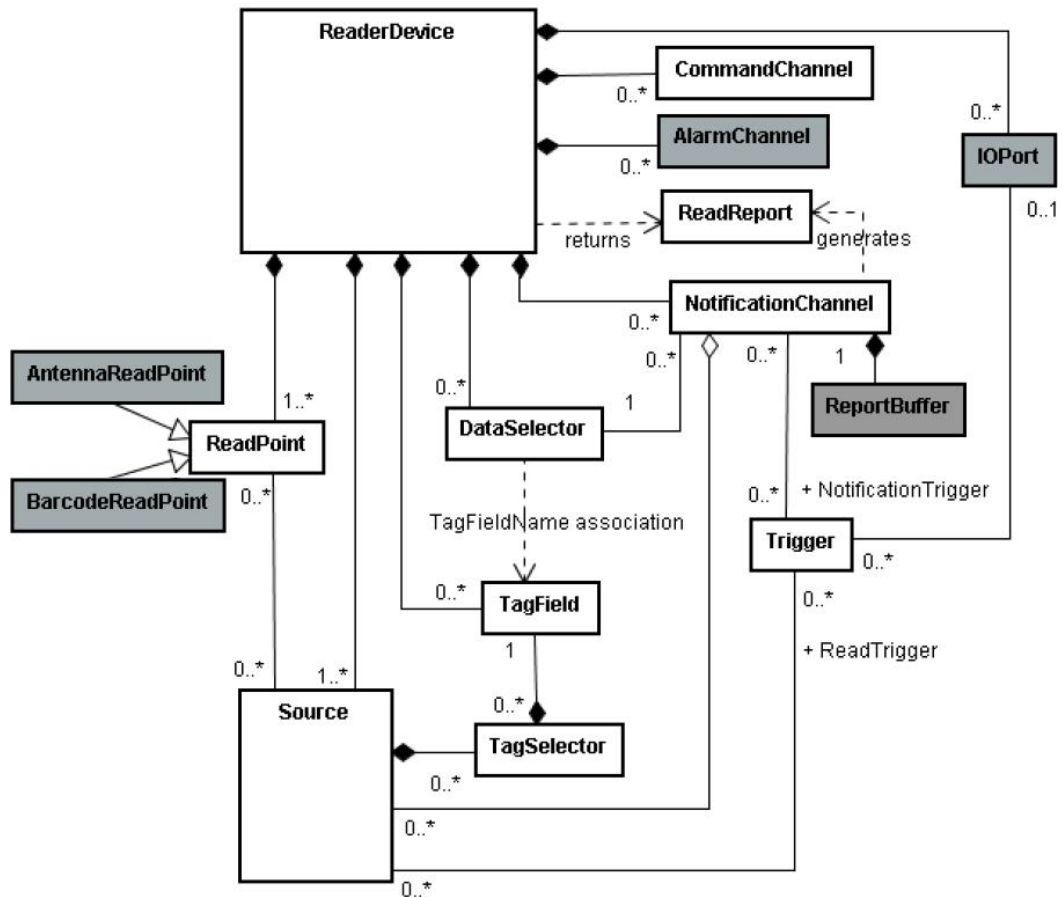 ReaderDevice
CommandChannel
0..*
0..*
AlarmChannel
0..*
IOPort
0..1
ReadReport
returns
generates
NotificationChannel
0..*
0..*
0..*
1
AntennaReadPoint
1..*
0..*
1
ReportBuffer
ReadPoint
DataSelector
BarcodeReadPoint
0..*
0..*
+ NotificationTrigger
TagFieldName association
Trigger
0..*
0..*
TagField
0..*
1
+ ReadTrigger
0..*
1..*
Source
0..*
TagSelector
0..*
0..*
0..*